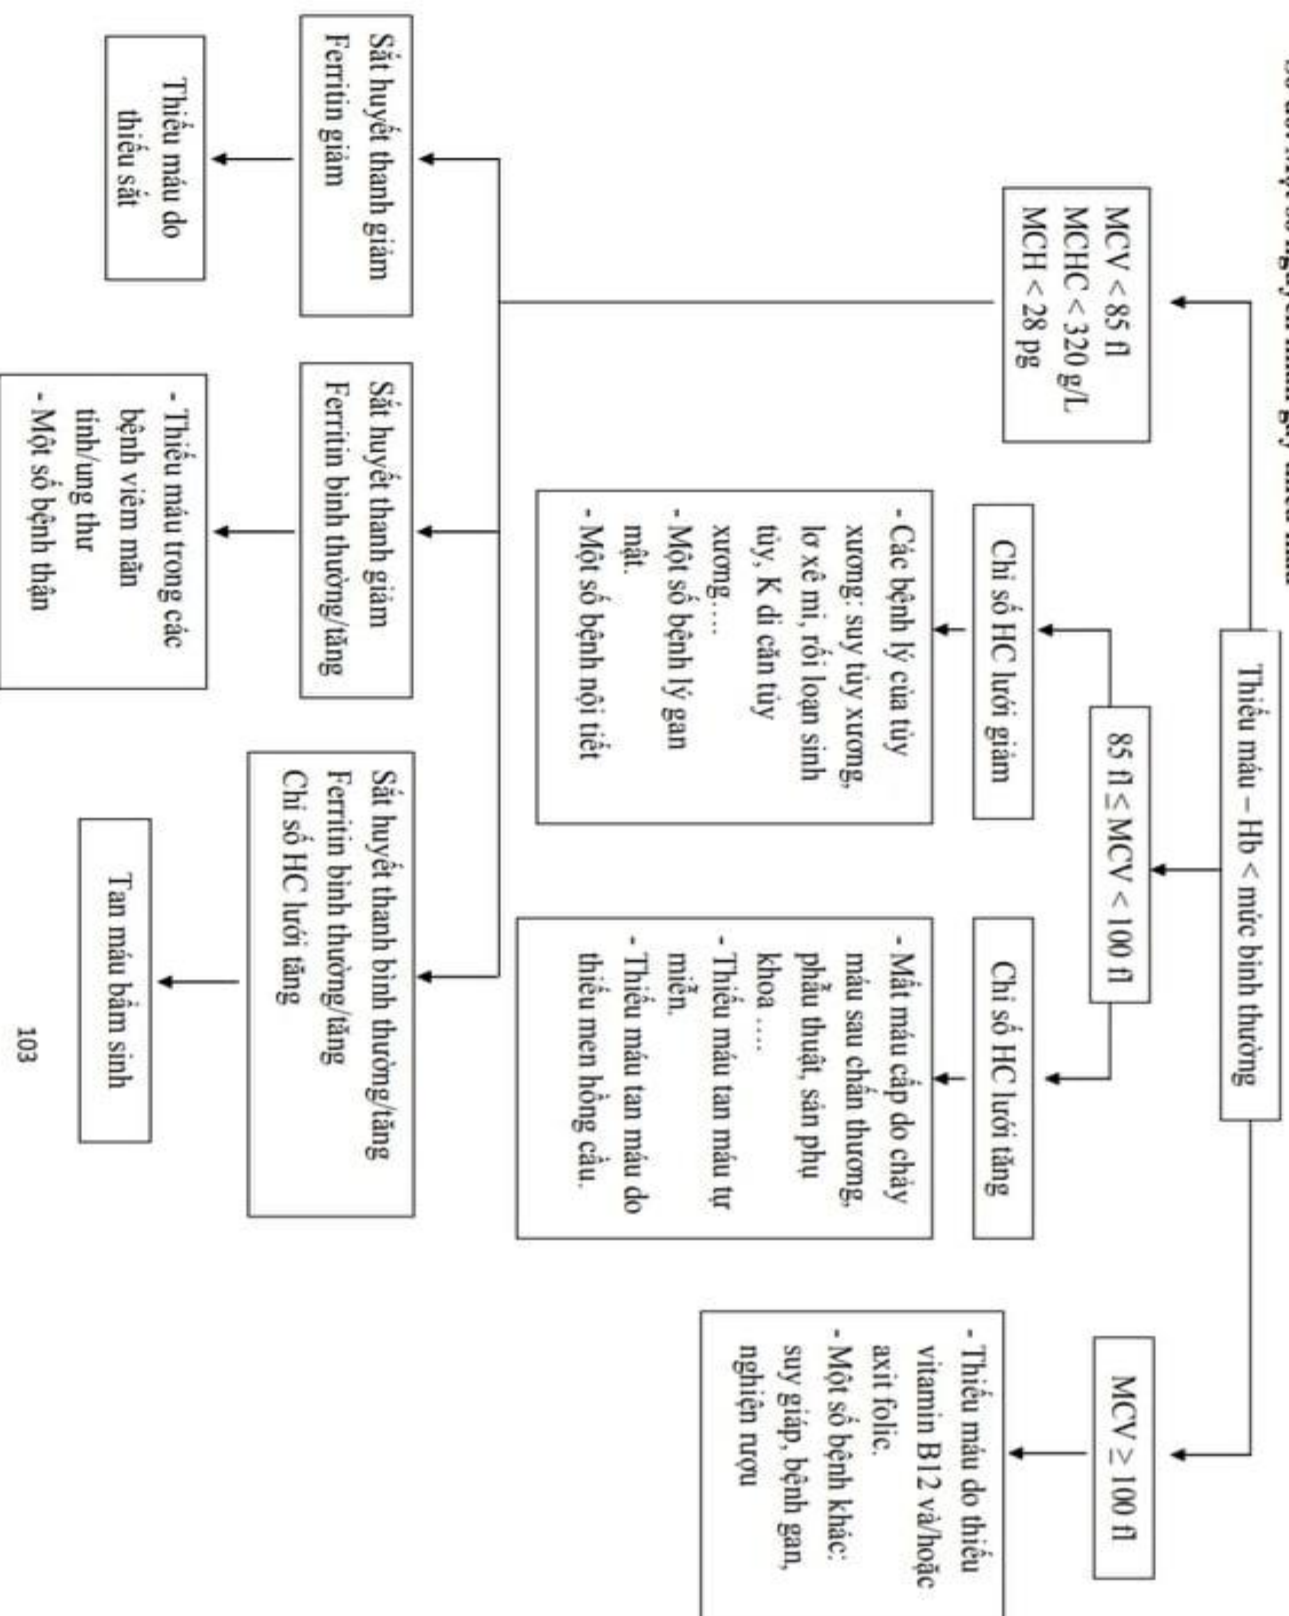 Thiếu máu – Hb < mức bình thường
MCV < 85 fl
MCHC < 320 g/L
MCH < 28 pg
85 fl ≤ MCV < 100 fl
MCV ≥ 100 fl
Chỉ số HC lưới giảm
Chỉ số HC lưới tăng
- Các bệnh lý của tủy
xương: suy tủy xương,
lơ xê mi, rối loạn sinh
tủy, K di căn tủy
xương….
- Một số bệnh lý gan
mật.
- Một số bệnh nội tiết
- Mất máu cấp do chảy
máu sau chấn thương,
phẫu thuật, sản phụ
khoa ….
- Thiếu máu tan máu tự
miễn.
- Thiếu máu tan máu do
thiếu men hồng cầu.
- Thiếu máu do thiếu
vitamin B12 và/hoặc
axit folic.
- Một số bệnh khác:
suy giáp, bệnh gan,
nghiện rượu
Sắt huyết thanh giảm
Ferritin giảm
Sắt huyết thanh giảm
Ferritin bình thường/tăng
Sắt huyết thanh bình thường/tăng
Ferritin bình thường/tăng
Chỉ số HC lưới tăng
Thiếu máu do
thiếu sắt
- Thiếu máu trong các
bệnh viêm mãn
tính/ung thư
- Một số bệnh thận
Tan máu bẩm sinh
103